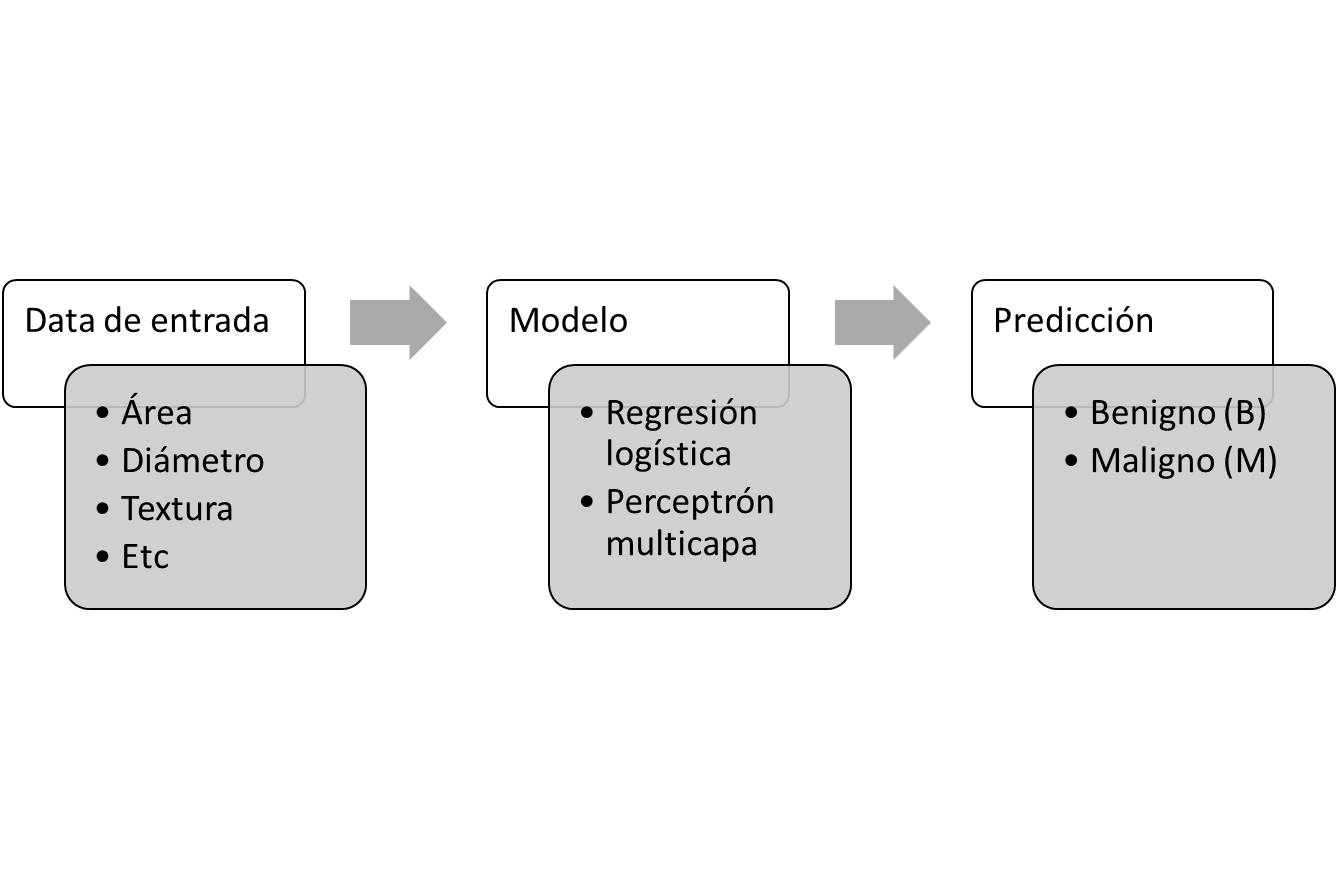 Data de entrada
• Área
• Diámetro
• Textura
• Etc
Modelo
• Regresión
logística
• Perceptrón
multicapa
Predicción
• Benigno (B)
• Maligno (M)